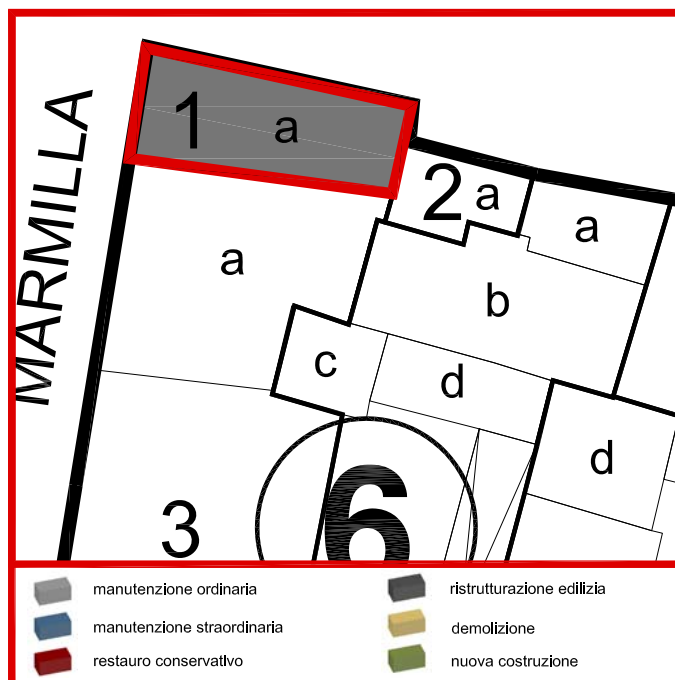 MARMILLA
1 a
2 a
a
a
b
c
d
d
3
6
manutenzione ordinaria
manutenzione straordinaria
restauro conservativo
ristrutturazione edilizia
demolizione
nuova costruzione